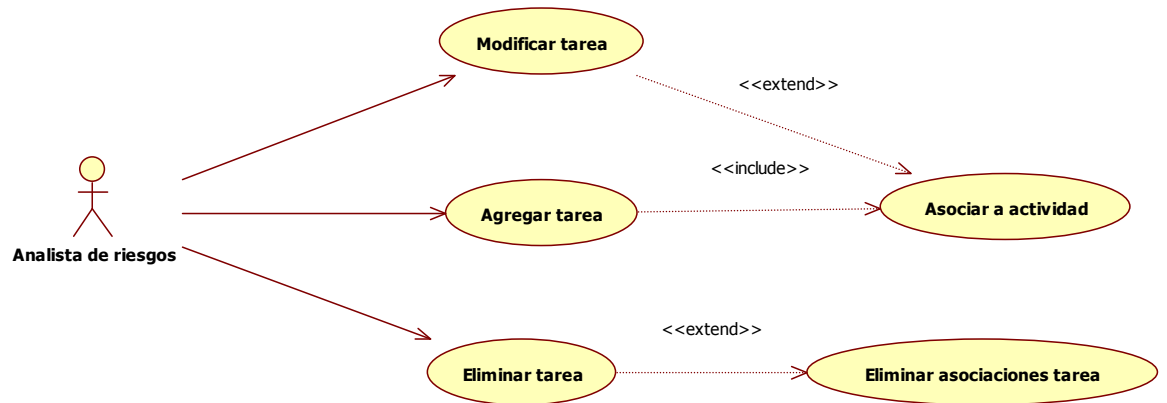 Modificar tarea
<<extend>>
<<include>>
Agregar tarea
Asociar a actividad
Analista de riesgos
<<extend>>
Eliminar tarea
Eliminar asociaciones tarea